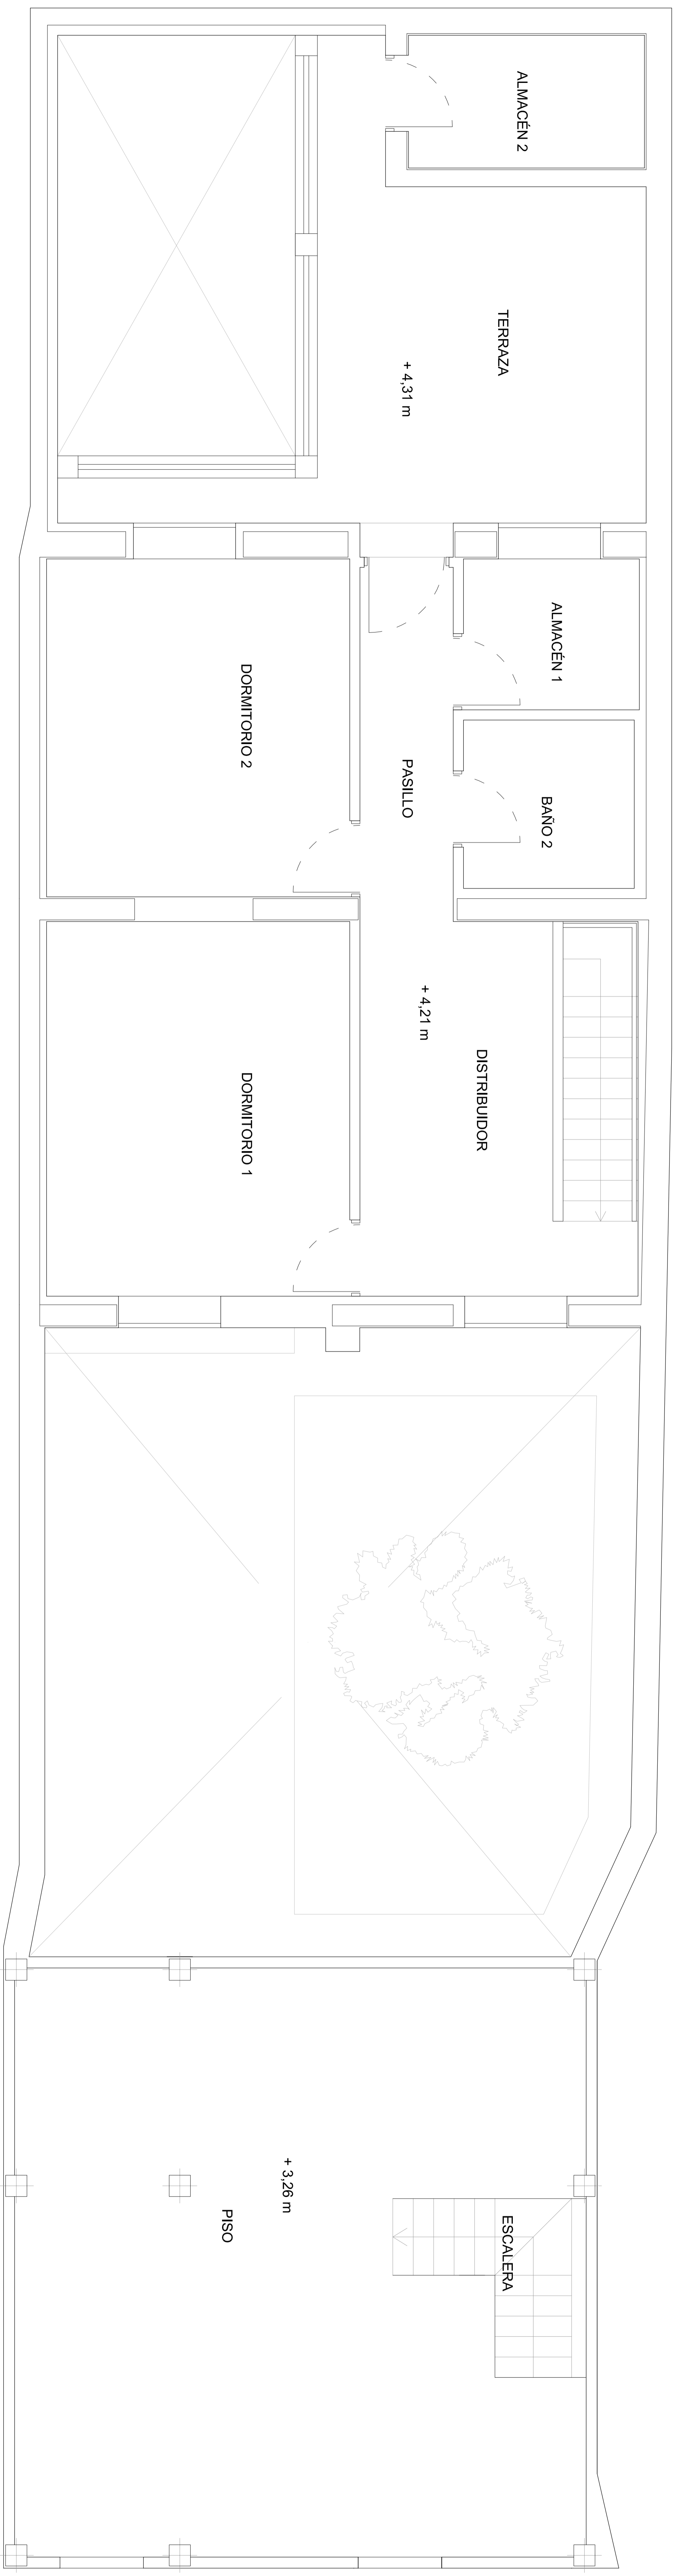 ALMACÉN 2
TERRAZA
+ 4,31 m
ALMACÉN 1
DORMITORIO 2
PASILLO
BAÑO 2
+ 4,21 m
DISTRIBUIDOR
DORMITORIO 1
+ 3,26 m
PISO
ESCALERA